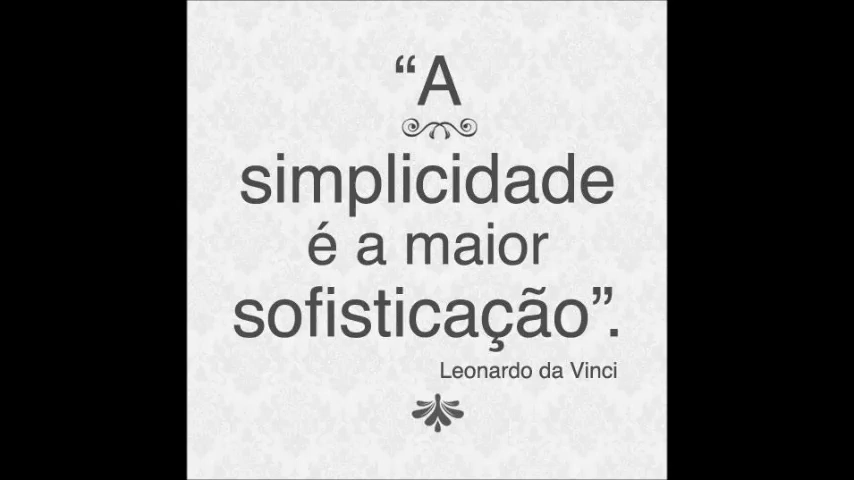 “A
simplicidade
é a maior
sofisticação”.
Leonardo da Vinci